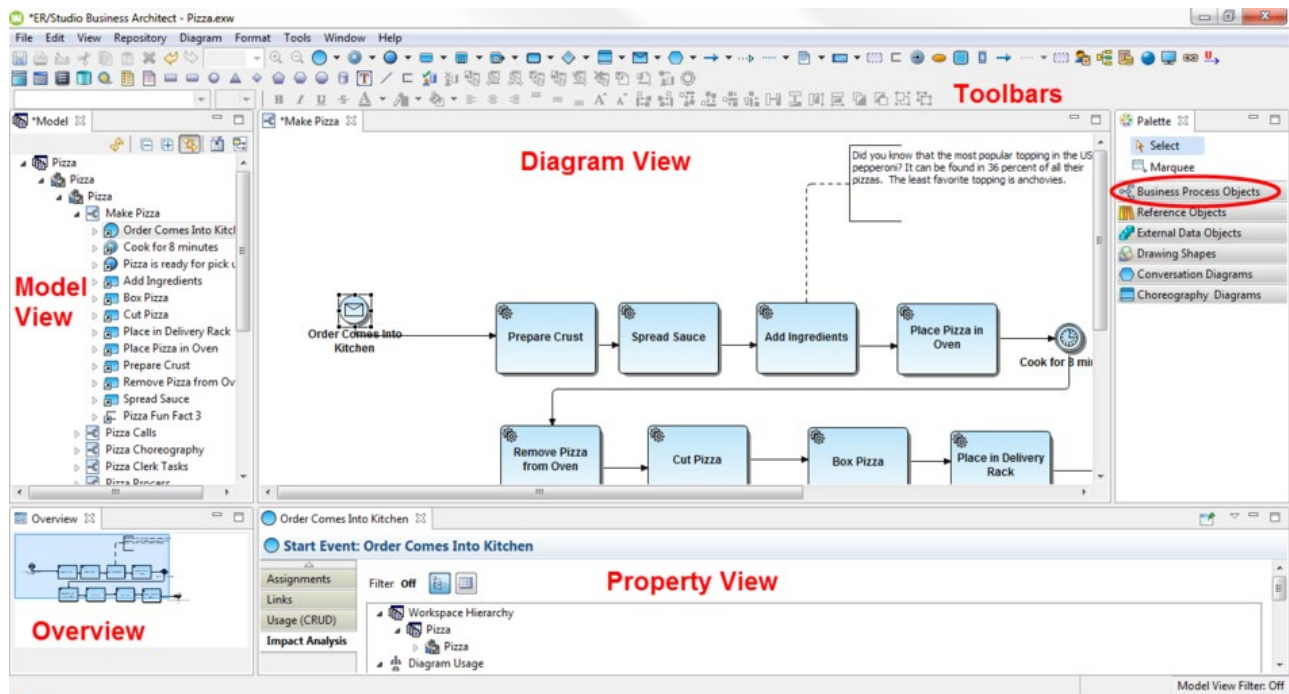 *ER/Studio Business Architect - Pizza.exw
File Edit View Repository Diagram Format Tools Window Help
B I U S A
Toolbars
*Model
*Make Pizza
Palette
Pizza
Pizza
Pizza
Make Pizza
Order Comes Into Kitcl
Cook for 8 minutes
Pizza is ready for pick u
Add Ingredients
Box Pizza
Cut Pizza
Place in Delivery Rack
Place Pizza in Oven
Prepare Crust
Remove Pizza from Ov
Spread Sauce
Pizza Fun Fact 3
Pizza Calls
Pizza Choreography
Pizza Clerk Tasks
Pizza Process
Model
View
Diagram View
Did you know that the most popular topping in the US
pepperoni? It can be found in 36 percent of all their
pizzas. The least favorite topping is anchovies.
Order Comes Into
Kitchen
Prepare Crust
Spread Sauce
Add Ingredients
Place Pizza in
Oven
Cook for 8 min
Remove Pizza
from Oven
Cut Pizza
Box Pizza
Place in Delivery
Rack
Select
Marquee
Business Process Objects
Reference Objects
External Data Objects
Drawing Shapes
Conversation Diagrams
Choreography Diagrams
Overview
Overview
Order Comes Into Kitchen
Start Event: Order Comes Into Kitchen
Assignments
Links
Usage (CRUD)
Impact Analysis
Filter Off
Property View
Workspace Hierarchy
Pizza
Pizza
Diagram Usage
Model View Filter: Off